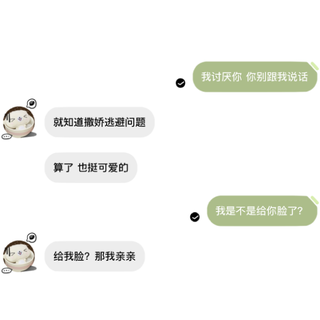 我讨厌你 你别跟我说话
就知道撒娇逃避问题
算了 也挺可爱的
我是不是给你脸了？
给我脸？那我亲亲